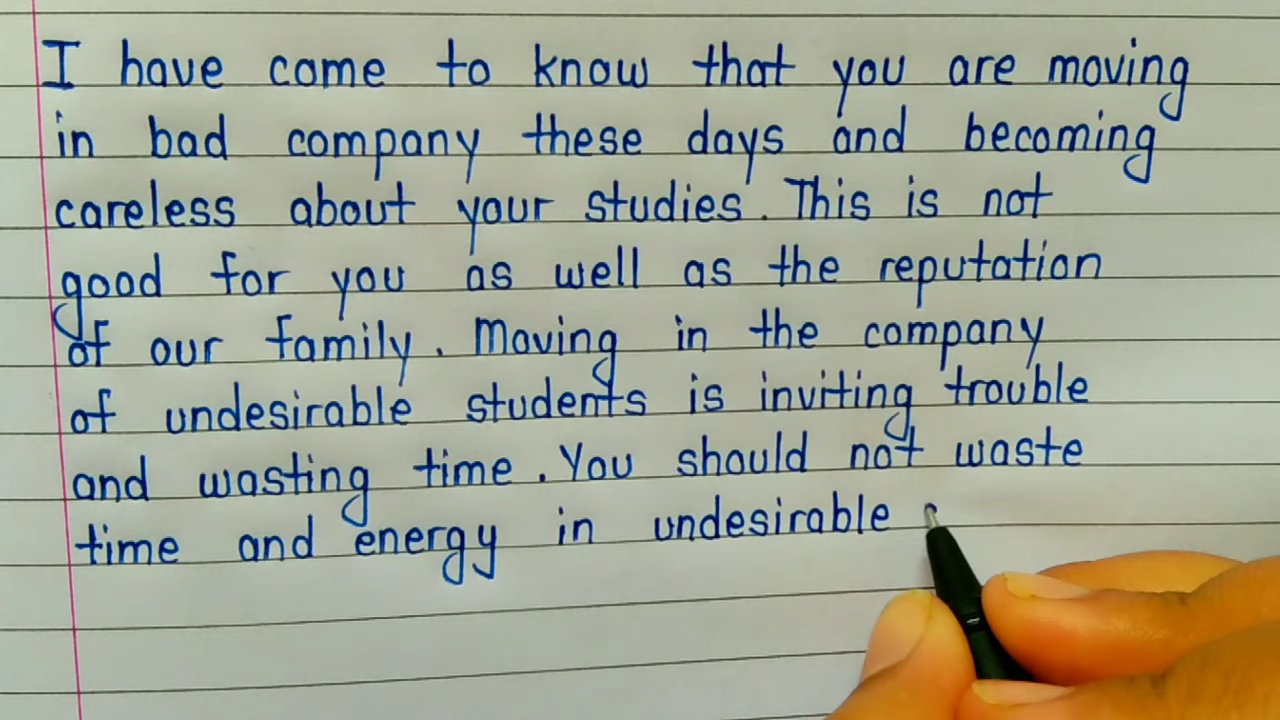 I have come to know that you are moving
in bad company these days and becoming
careless about your studies. This is not
good for you as well as the reputation
of our family. Moving in the company
of undesirable students is inviting trouble
and wasting time. You should not waste
time and energy in undesirable